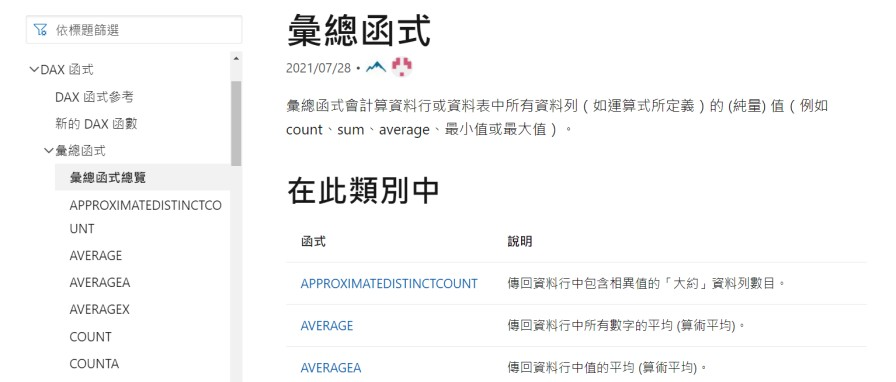 依標題篩選
DAX 函式
DAX 函式參考
新的 DAX 函數
彙總函式
彙總函式總覽
APPROXIMATEDISTINCTCO
UNT
AVERAGE
AVERAGEA
AVERAGEX
COUNT
COUNTA
彙總函式
2021/07/28 •
彙總函式會計算資料行或資料表中所有資料列 ( 如運算式所定義 ) 的 (純量) 值 ( 例如
count、sum、average、最小值或最大值 ) 。
在此類別中
函式 說明
APPROXIMATEDISTINCTCOUNT 傳回資料行中包含相異值的「大約」資料列數目。
AVERAGE 傳回資料行中所有數字的平均 (算術平均)。
AVERAGEA 傳回資料行中值的平均 (算術平均)。